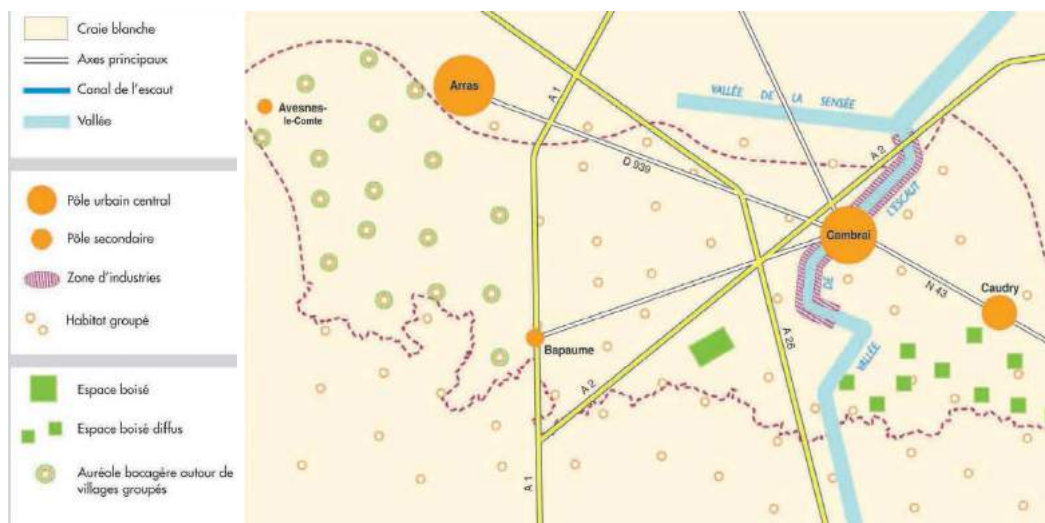 Craie blanche
Axes principaux
Canal de l'escaut
Vallée
Pôle urbain central
Pôle secondaire
Zone d'industries
Habitat groupé
Espace boisé
Espace boisé diffus
Auréole bocagère autour de
villages groupés
Arras
Avesnes-
le-Comte
A 1
VALLÉE DE LA SENSÉE
A 2
D 939
L'ESCAUT
Cambrai
DE
N 43
Caudry
Bapaume
A 26
VALLÉE
A 2
A 1